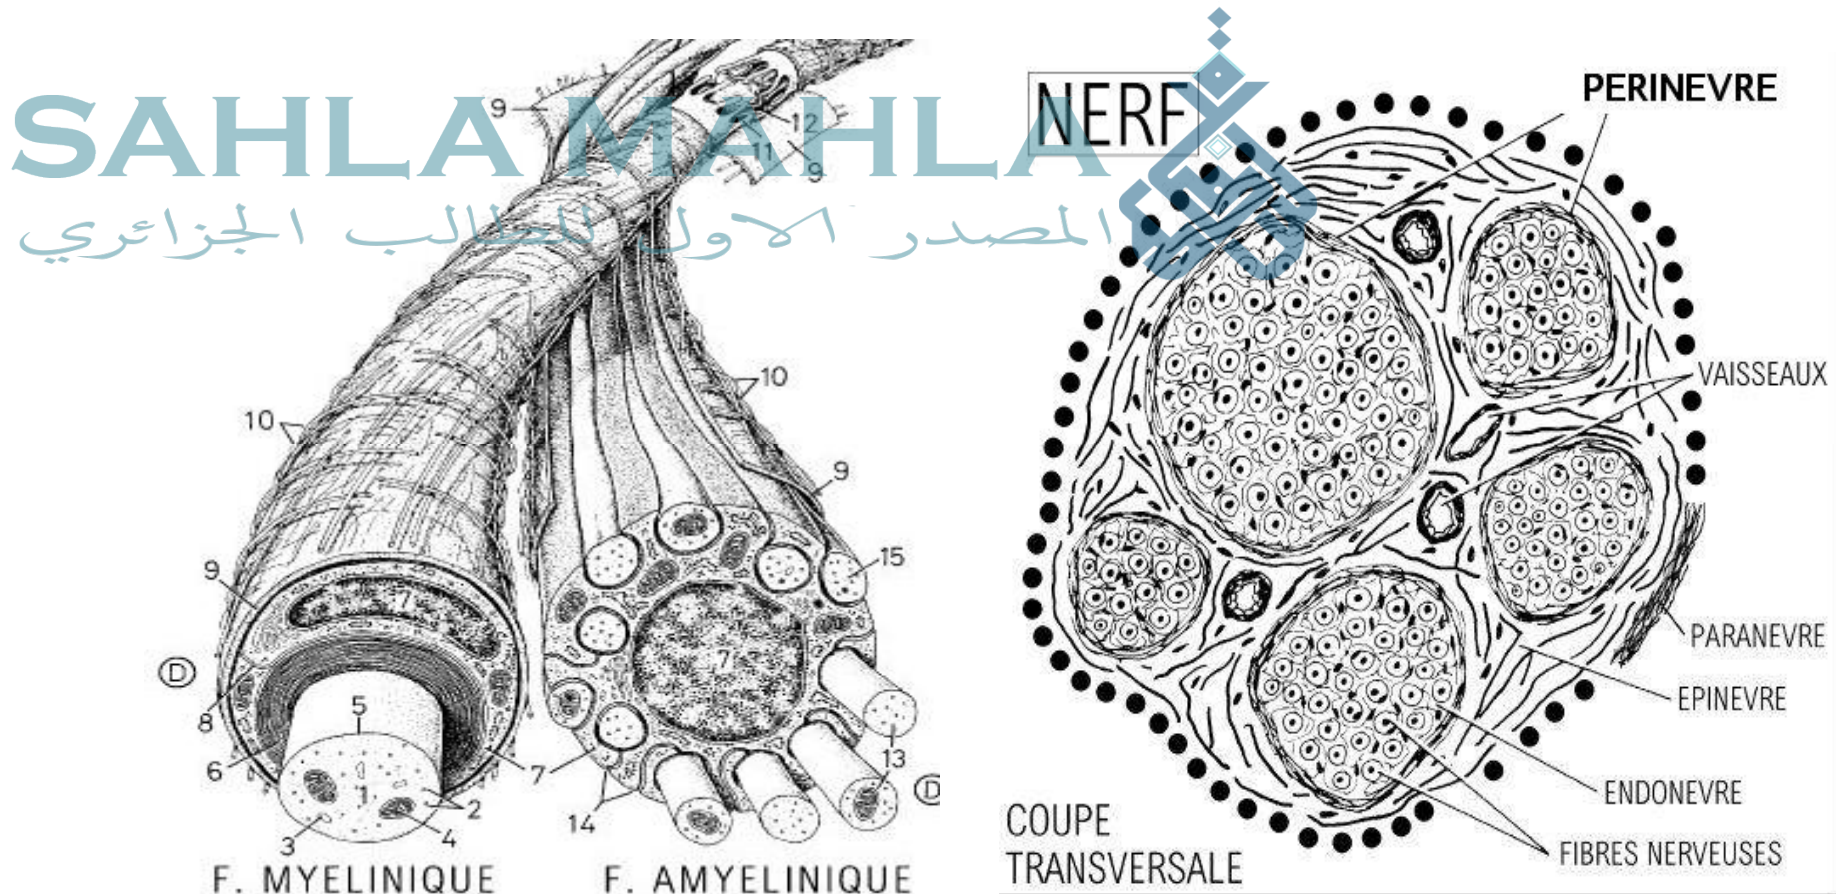 SAHLA MAHLA
المصدر الاول للطالب الجزائري
9
12
11
9
10
10
9
9
15
7
7
D
8
5
6
7
13
1
2
D
3
4
14
F. MYELINIQUE
F. AMYELINIQUE
NERF
PERINEVRE
VAISSEAUX
PARANEVRE
EPINEVRE
ENDONEVRE
FIBRES NERVEUSES
COUPE
TRANSVERSALE